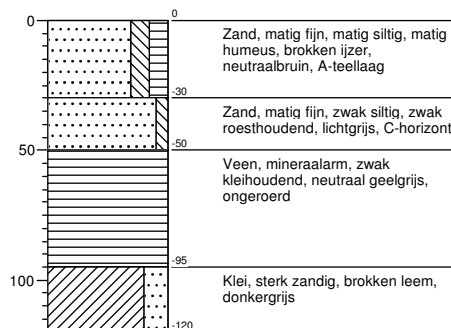 0
0
Zand, matig fijn, matig siltig, matig
humeus, brokken ijzer,
neutraalbruin, A-teellaag
-30
Zand, matig fijn, zwak siltig, zwak
roesthoudend, lichtgrijs, C-horizont
50
-50
Veen, mineraalarm, zwak
kleihoudend, neutraal geelgrijs,
ongeroerd
-95
100
Klei, sterk zandig, brokken leem,
donkergrijs
-120